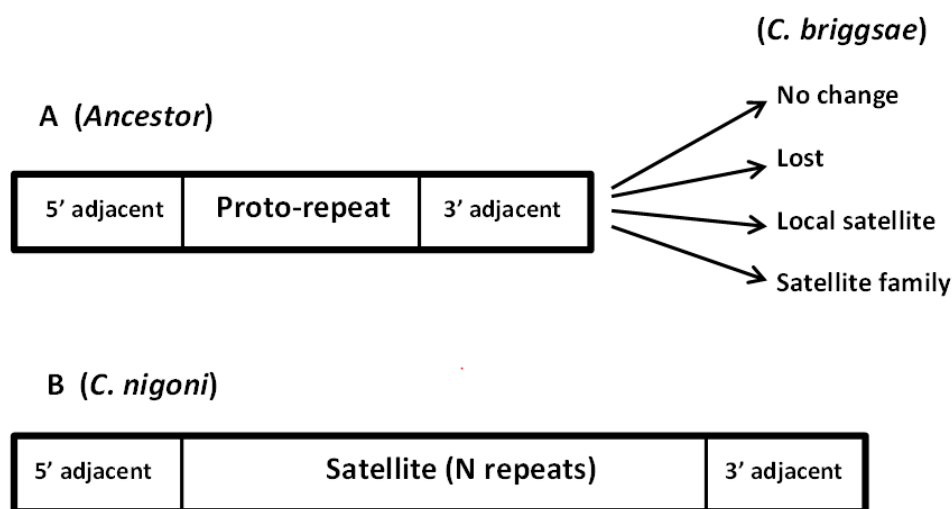 (C. briggsae)
No change
A (Ancestor)
Lost
5’ adjacent Proto-repeat 3’ adjacent
Local satellite
Satellite family
B (C. nigoni)
5’ adjacent Satellite (N repeats) 3’ adjacent